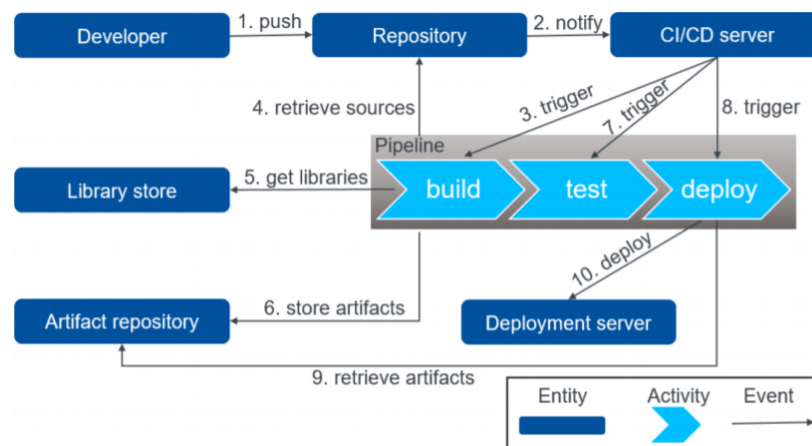 1. push
2. notify
Developer
Repository
CI/CD server
3. trigger
4. retrieve sources
7. trigger
8. trigger
Pipeline
5. get libraries
Library store
build
test
deploy
10. deploy
6. store artifacts
Artifact repository
Deployment server
9. retrieve artifacts
Entity
Activity
Event